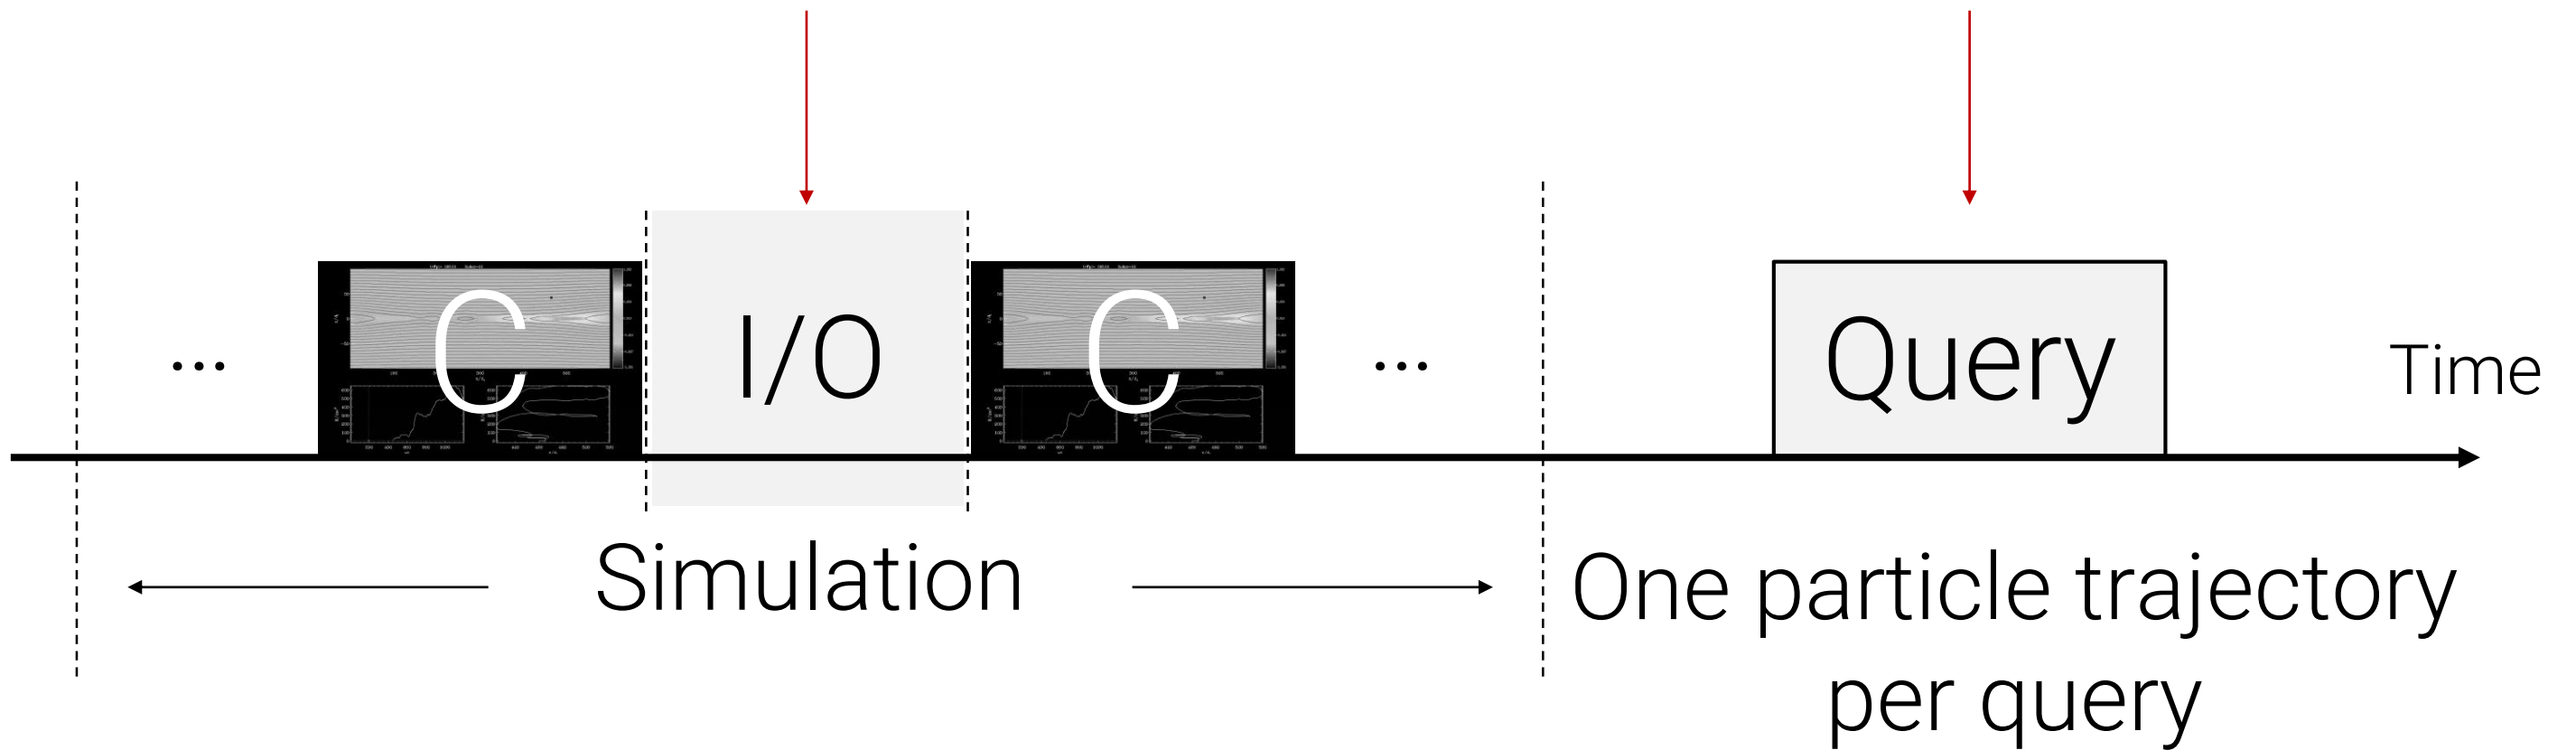 ...
C
I/O
C
...
Query
Time
Simulation
One particle trajectory
per query